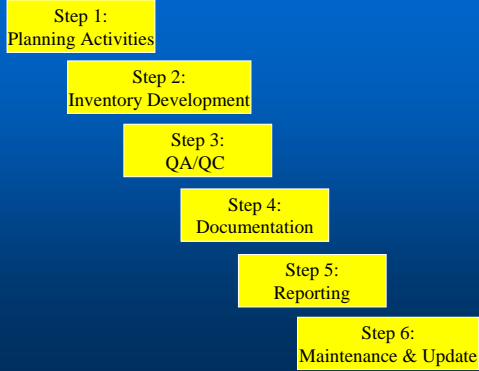 Step 1:
Planning Activities
Step 2:
Inventory Development
Step 3:
QA/QC
Step 4:
Documentation
Step 5:
Reporting
Step 6:
Maintenance & Update